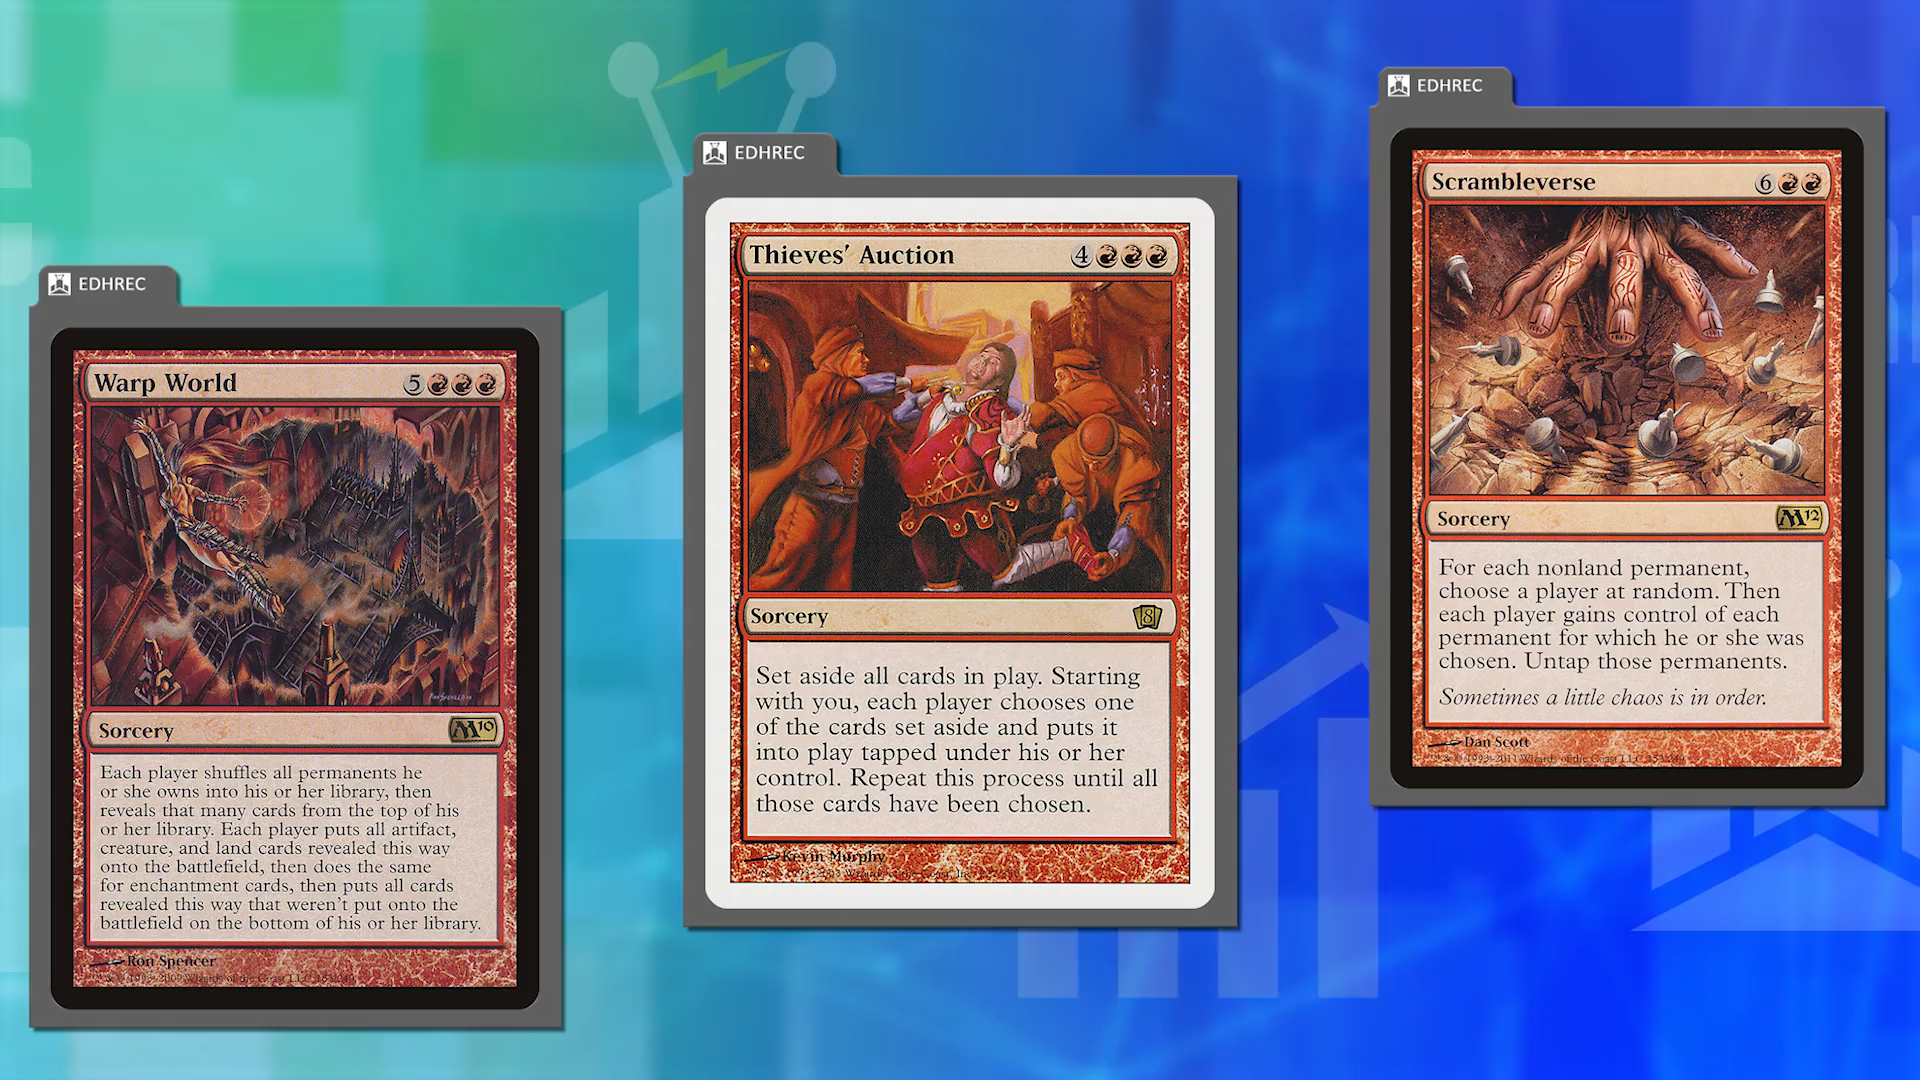 EDHREC
Warp World
5
Sorcery
M10
Each player shuffles all permanents he
or she owns into his or her library, then
reveals that many cards from the top of his
or her library. Each player puts all artifact,
creature, and land cards revealed this way
onto the battlefield, then does the same
for enchantment cards, then puts all cards
revealed this way that weren't put onto the
battlefield on the bottom of his or her library.
Ron Spencer
EDHREC
Thieves' Auction
4
Sorcery
8
Set aside all cards in play. Starting
with you, each player chooses one
of the cards set aside and puts it
into play tapped under his or her
control. Repeat this process until all
those cards have been chosen.
Kevin Murphy
EDHREC
Scrambleverse
6
Sorcery
M12
For each nonland permanent,
choose a player at random. Then
each player gains control of each
permanent for which he or she was
chosen. Untap those permanents.
Sometimes a little chaos is in order.
Dan Scott